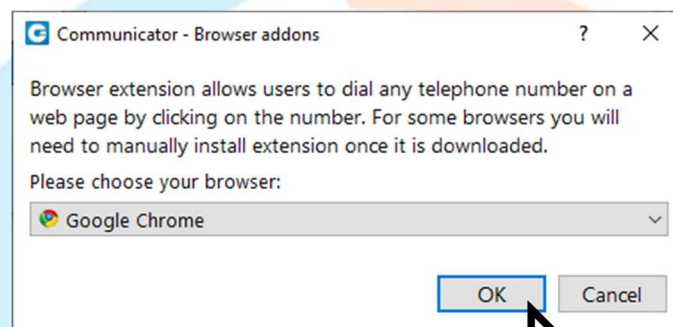 Communicator - Browser addons ?
Browser extension allows users to dial any telephone number on a
web page by clicking on the number. For some browsers you will
need to manually install extension once it is downloaded.
Please choose your browser:
Google Chrome
OK Cancel